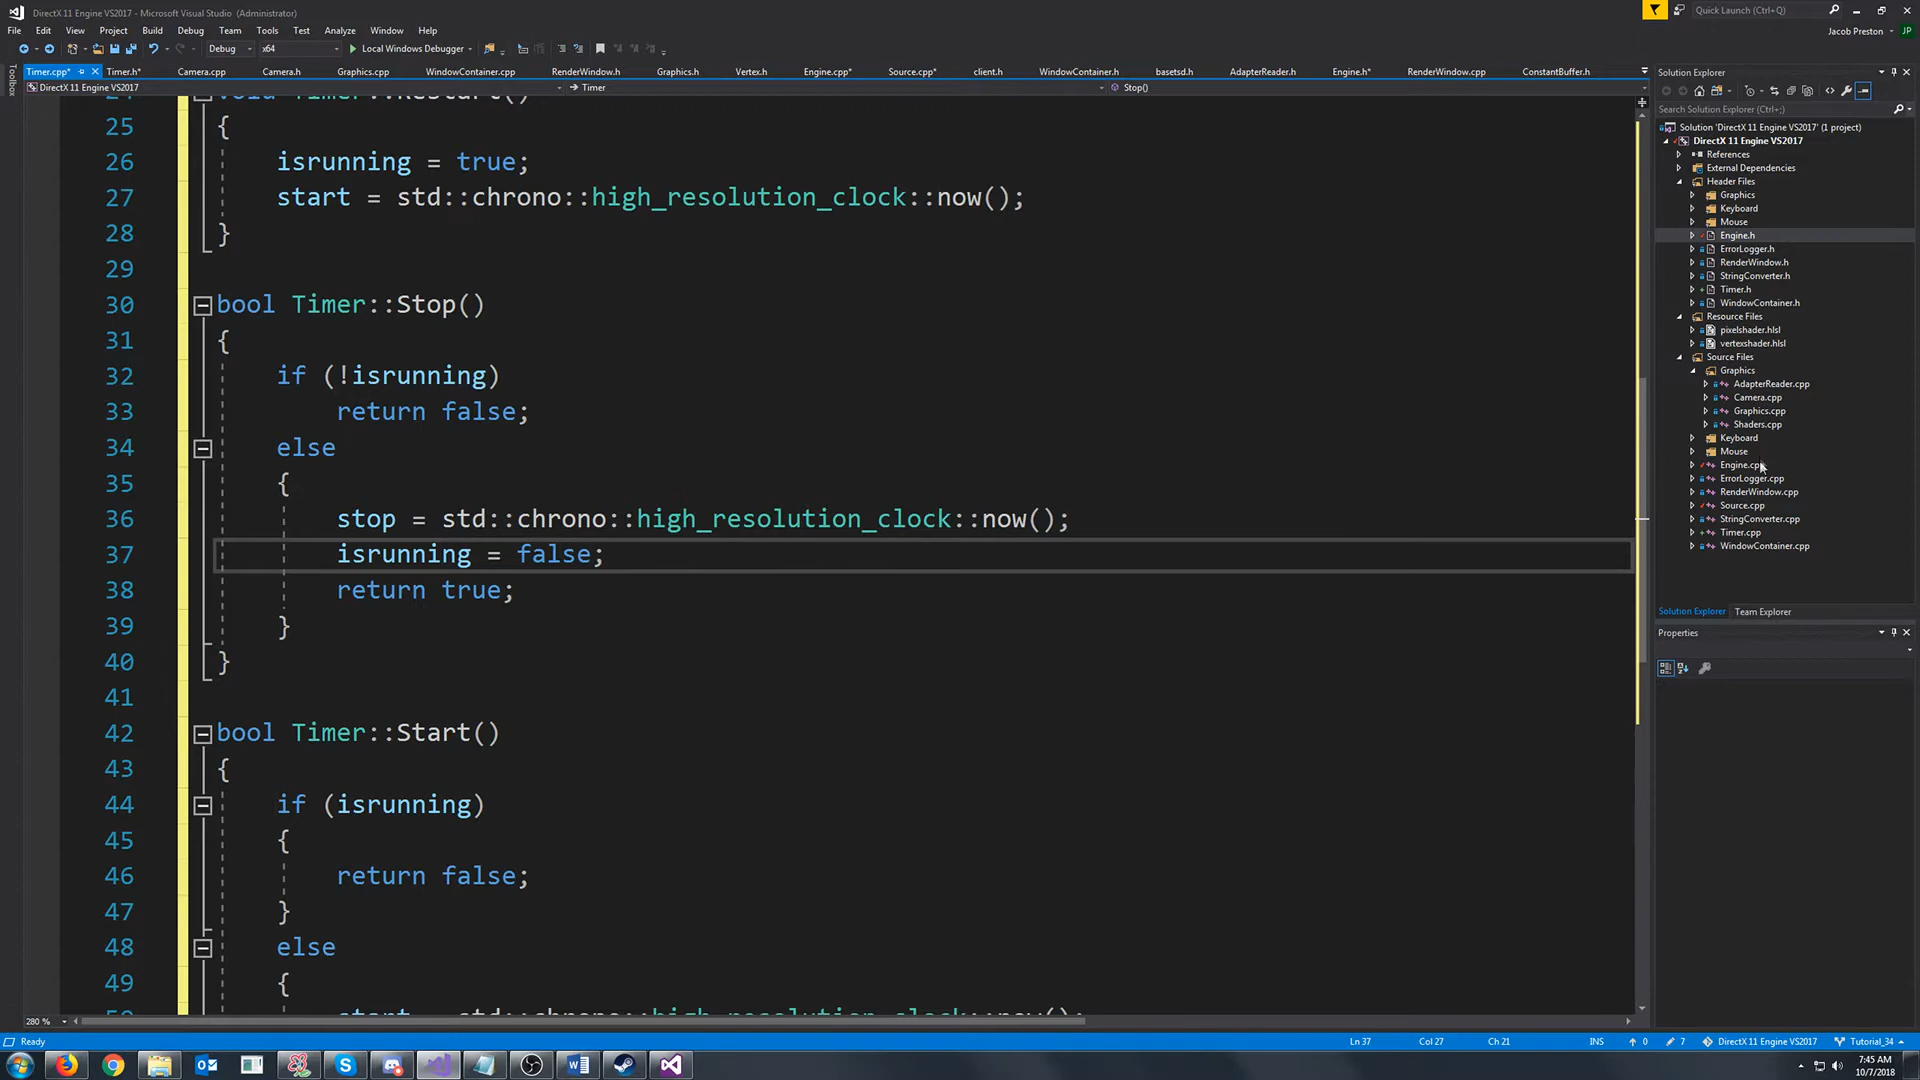 DirectX 11 Engine VS2017 - Microsoft Visual Studio (Administrator)
Quick Launch (Ctrl+Q)
File Edit View Project Build Debug Team Tools Test Analyze Window Help
Jacob Preston JP
Debug x64 Local Windows Debugger
Toolbox
Timer.cpp* Timer.h* Camera.cpp Camera.h Graphics.cpp WindowContainer.cpp RenderWindow.h Graphics.h Vertex.h Engine.cpp* Source.cpp* client.h WindowContainer.h basetsd.h AdapterReader.h Engine.h* RenderWindow.cpp ConstantBuffer.h
DirectX 11 Engine VS2017 Timer Stop()
25 {
26 isrunning = true;
27 start = std::chrono::high_resolution_clock::now();
28 }
29
30 bool Timer::Stop()
31 {
32 if (!isrunning)
33 return false;
34 else
35 {
36 stop = std::chrono::high_resolution_clock::now();
37 isrunning = false;
38 return true;
39 }
40 }
41
42 bool Timer::Start()
43 {
44 if (isrunning)
45 {
46 return false;
47 }
48 else
49 {
280 %
Solution Explorer
Search Solution Explorer (Ctrl+;)
Solution 'DirectX 11 Engine VS2017' (1 project)
DirectX 11 Engine VS2017
References
External Dependencies
Header Files
Graphics
Keyboard
Mouse
Engine.h
ErrorLogger.h
RenderWindow.h
StringConverter.h
Timer.h
WindowContainer.h
Resource Files
pixelshader.hlsl
vertexshader.hlsl
Source Files
Graphics
AdapterReader.cpp
Camera.cpp
Graphics.cpp
Shaders.cpp
Keyboard
Mouse
Engine.cpp
ErrorLogger.cpp
RenderWindow.cpp
Source.cpp
StringConverter.cpp
Timer.cpp
WindowContainer.cpp
Solution Explorer Team Explorer
Properties
Ready Ln 37 Col 27 Ch 21 INS 0 7 DirectX 11 Engine VS2017 Tutorial_34
7:45 AM
10/7/2018